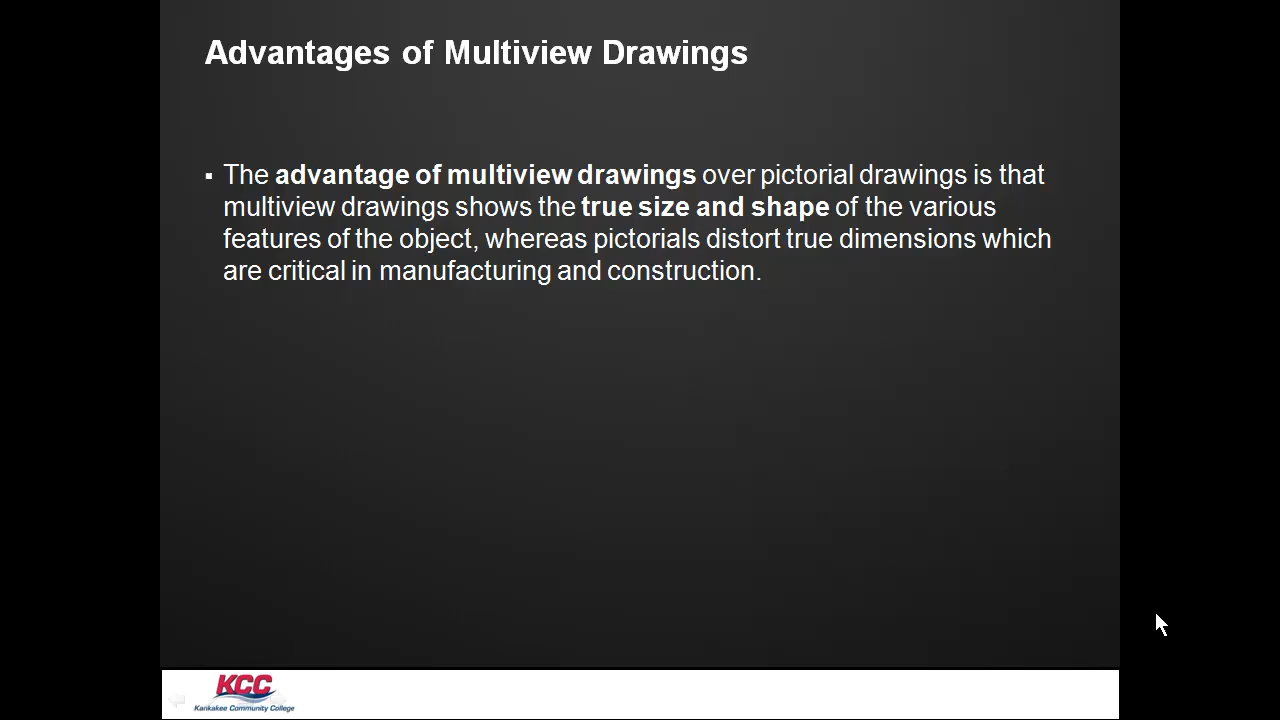 Advantages of Multiview Drawings
▪ The advantage of multiview drawings over pictorial drawings is that
multiview drawings shows the true size and shape of the various
features of the object, whereas pictorials distort true dimensions which
are critical in manufacturing and construction.
KCC
Kankakee Community College